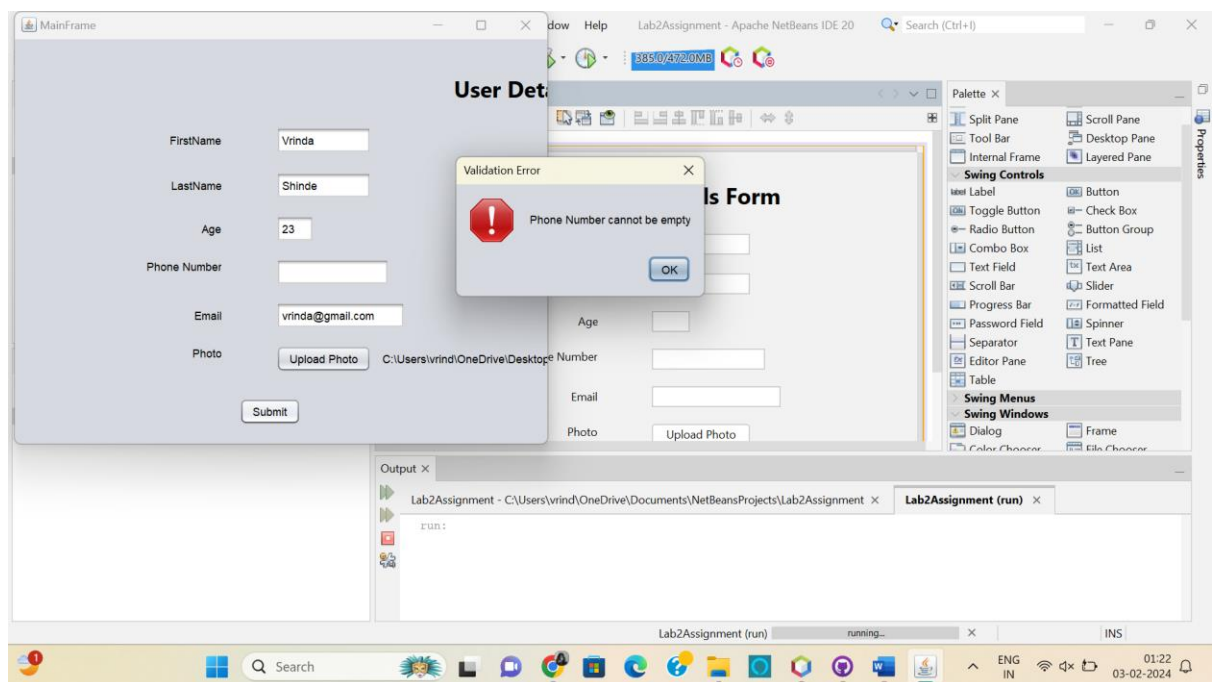 MainFrame
dow Help Lab2Assignment - Apache NetBeans IDE 20 Search (Ctrl+I)
385.0/472.0MB
User Deta
FirstName Vrinda
LastName Shinde
Age 23
Phone Number
Email vrinda@gmail.com
Photo Upload Photo C:\Users\vrind\OneDrive\Desktop
Submit
Validation Error
Phone Number cannot be empty
OK
ls Form
Age
e Number
Email
Photo Upload Photo
Palette
Split Pane Scroll Pane
Tool Bar Desktop Pane
Internal Frame Layered Pane
Swing Controls
label Label Button
Toggle Button Check Box
Radio Button Button Group
Combo Box List
Text Field Text Area
Scroll Bar Slider
Progress Bar Formatted Field
Password Field Spinner
Separator Text Pane
Editor Pane Tree
Table
Swing Menus
Swing Windows
Dialog Frame
Color Chooser File Chooser
Properties
Output
Lab2Assignment - C:\Users\vrind\OneDrive\Documents\NetBeansProjects\Lab2Assignment Lab2Assignment (run)
run:
Lab2Assignment (run) running... INS
1
Search
ENG
IN
01:22
03-02-2024